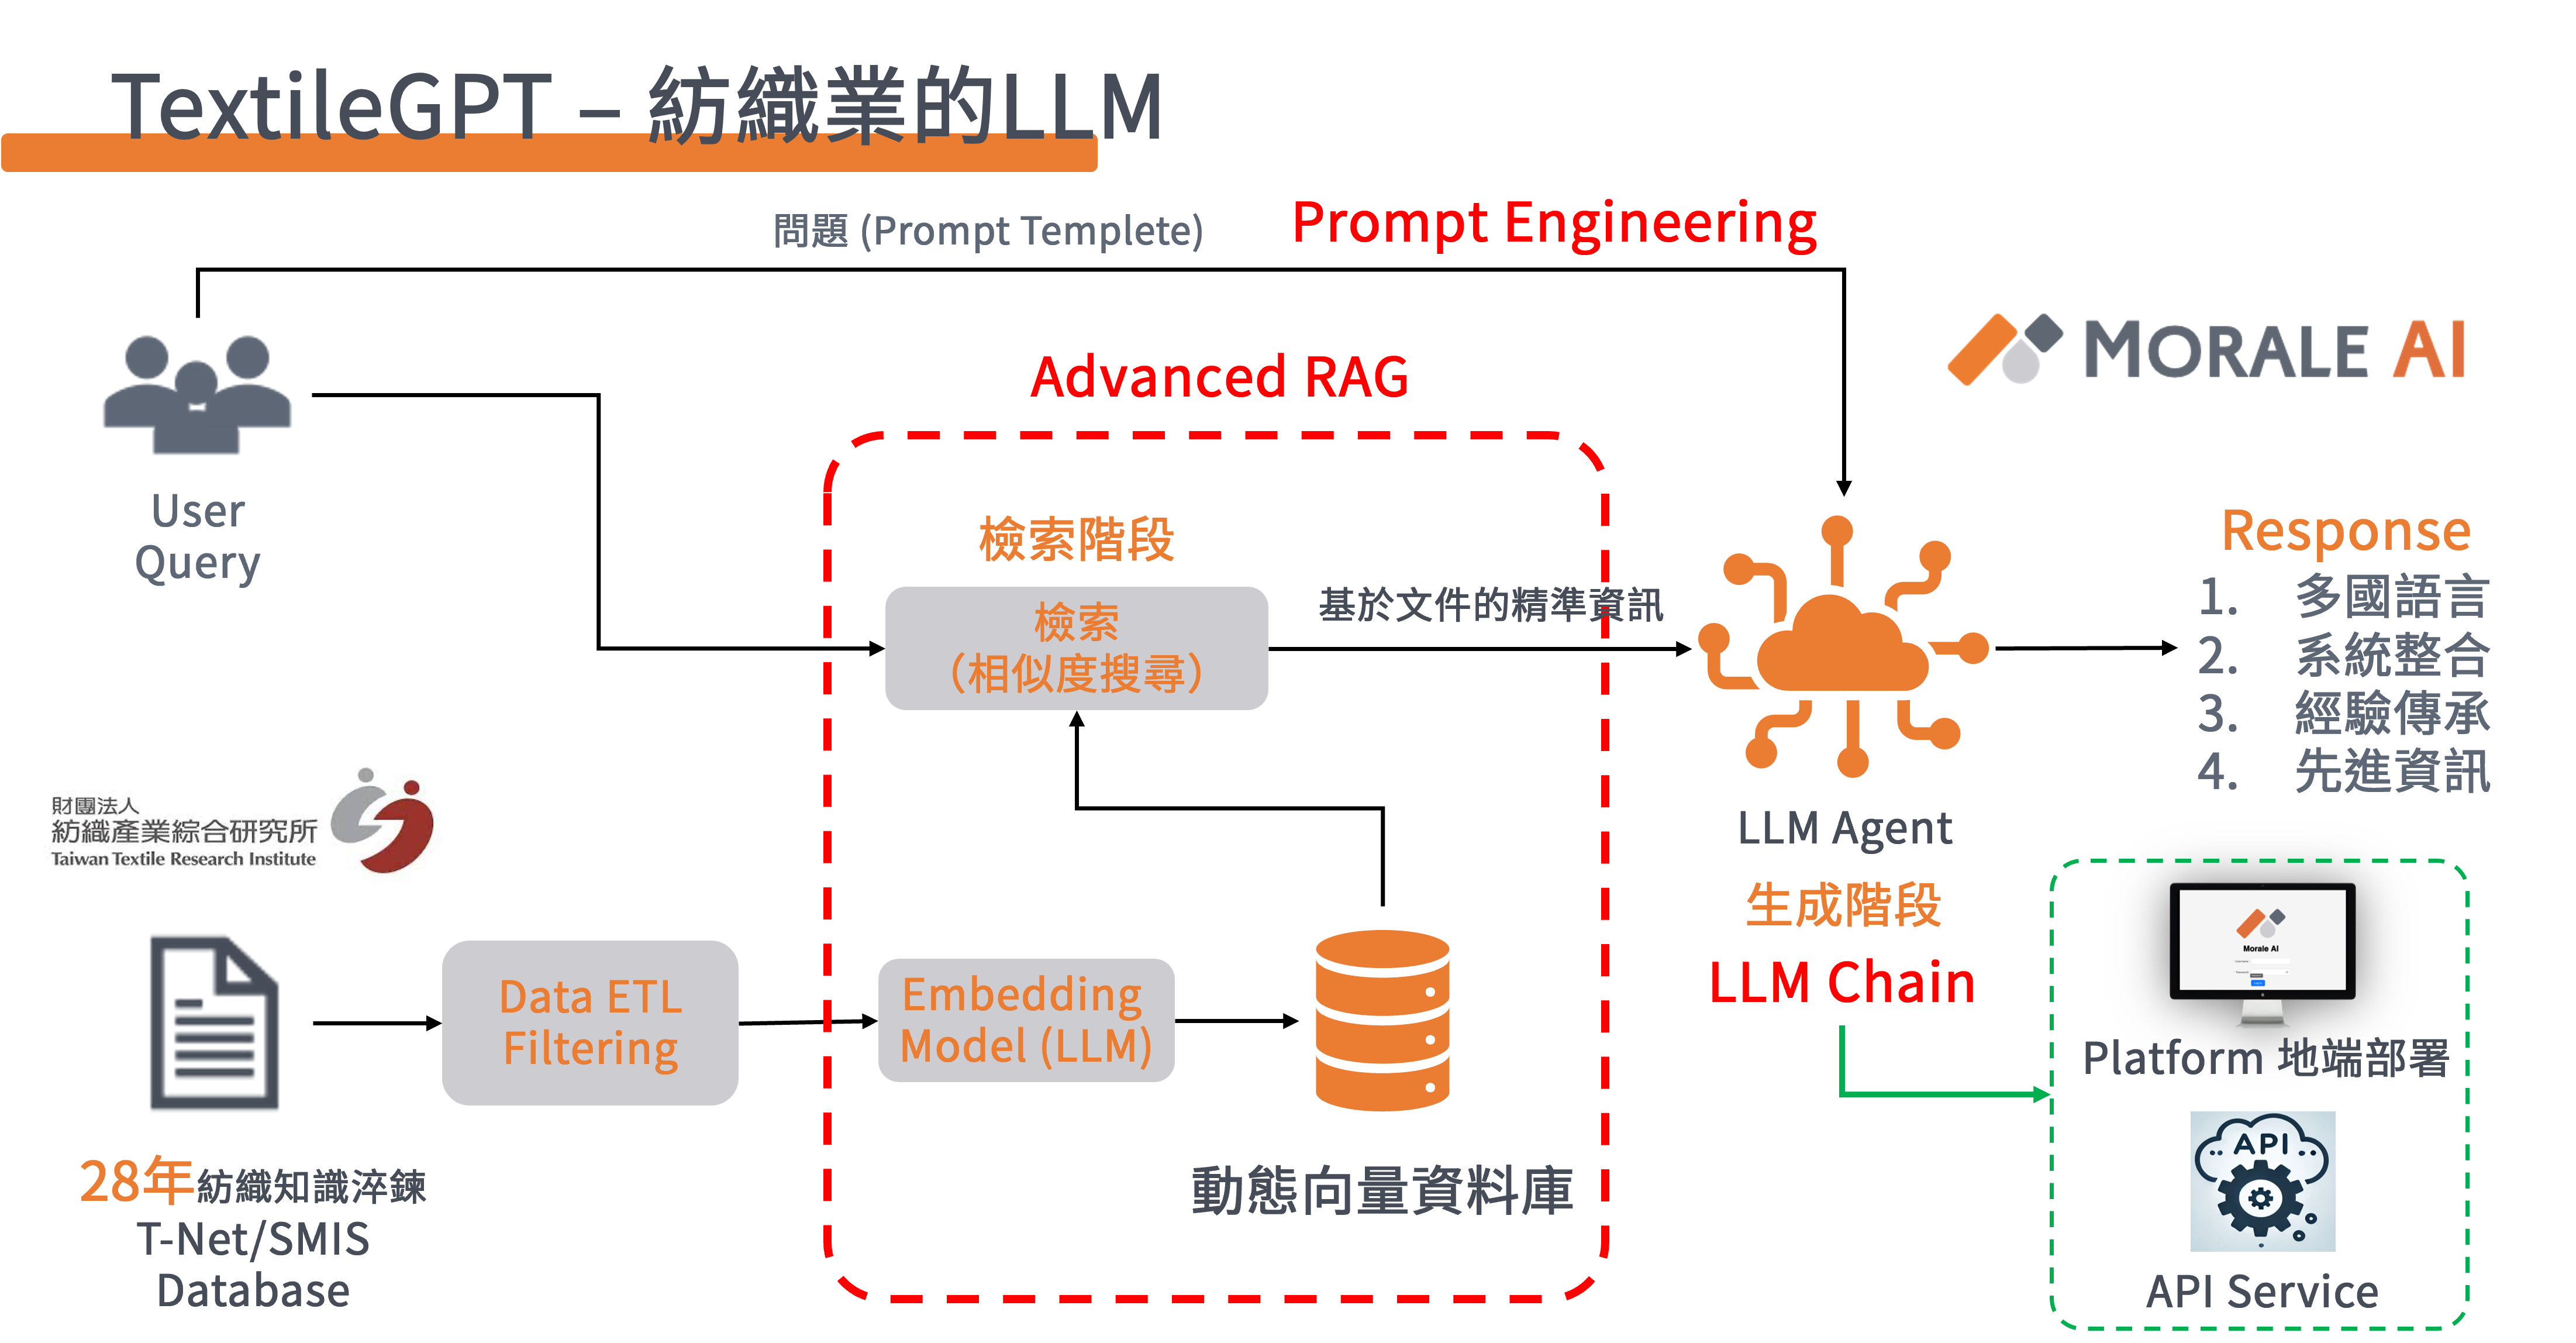 TextileGPT – 紡織業的LLM
問題 (Prompt Templete)
Prompt Engineering
MORALE AI
Advanced RAG
User
Query
檢索階段
檢索
（相似度搜尋）
基於文件的精準資訊
Response
1. 多國語言
2. 系統整合
3. 經驗傳承
4. 先進資訊
財團法人
紡織產業綜合研究所
Taiwan Textile Research Institute
LLM Agent
生成階段
LLM Chain
Data ETL
Filtering
Embedding
Model (LLM)
動態向量資料庫
28年紡織知識淬鍊
T-Net/SMIS
Database
Morale AI
Platform 地端部署
API
API Service